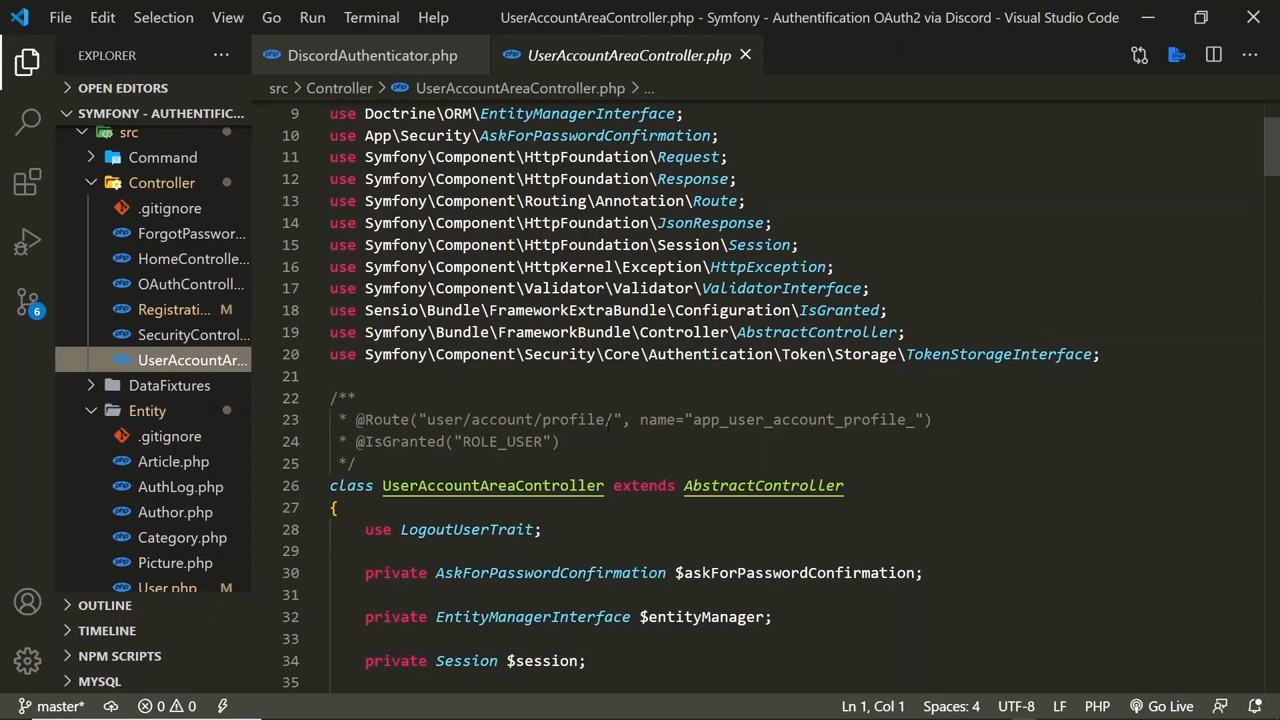 File Edit Selection View Go Run Terminal Help UserAccountAreaController.php - Symfony - Authentification OAuth2 via Discord - Visual Studio Code
EXPLORER
DiscordAuthenticator.php UserAccountAreaController.php
OPEN EDITORS
src Controller UserAccountAreaController.php ...
SYMFONY - AUTHENTIFIC...
src
Command
Controller
.gitignore
ForgotPasswor...
HomeControlle...
OAuthControll...
Registrati... M
SecurityControl...
UserAccountAr...
DataFixtures
Entity
.gitignore
Article.php
AuthLog.php
Author.php
Category.php
Picture.php
User.php M
OUTLINE
TIMELINE
NPM SCRIPTS
MYSQL
6
9 use Doctrine\ORM\EntityManagerInterface;
10 use App\Security\AskForPasswordConfirmation;
11 use Symfony\Component\HttpFoundation\Request;
12 use Symfony\Component\HttpFoundation\Response;
13 use Symfony\Component\Routing\Annotation\Route;
14 use Symfony\Component\HttpFoundation\JsonResponse;
15 use Symfony\Component\HttpFoundation\Session\Session;
16 use Symfony\Component\HttpKernel\Exception\HttpException;
17 use Symfony\Component\Validator\Validator\ValidatorInterface;
18 use Sensio\Bundle\FrameworkExtraBundle\Configuration\IsGranted;
19 use Symfony\Bundle\FrameworkBundle\Controller\AbstractController;
20 use Symfony\Component\Security\Core\Authentication\Token\Storage\TokenStorageInterface;
21
22 /**
23 * @Route("user/account/profile/", name="app_user_account_profile_")
24 * @IsGranted("ROLE_USER")
25 */
26 class UserAccountAreaController extends AbstractController
27 {
28 use LogoutUserTrait;
29
30 private AskForPasswordConfirmation $askForPasswordConfirmation;
31
32 private EntityManagerInterface $entityManager;
33
34 private Session $session;
35
master* 0 0 Ln 1, Col 1 Spaces: 4 UTF-8 LF PHP Go Live